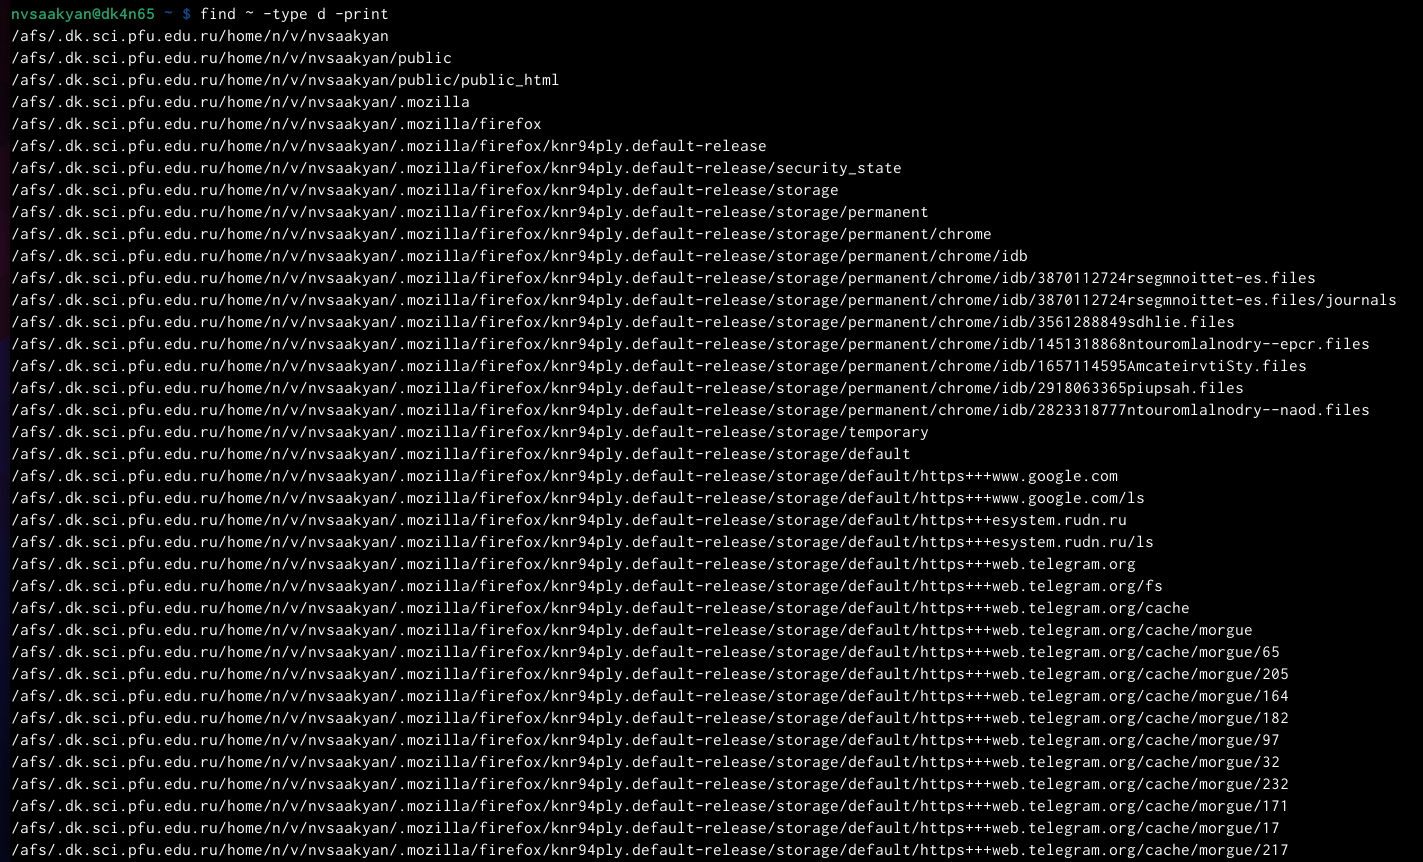 nvsaakyan@dk4n65 ~ $ find ~ -type d -print
/afs/.dk.sci.pfu.edu.ru/home/n/v/nvsaakyan
/afs/.dk.sci.pfu.edu.ru/home/n/v/nvsaakyan/public
/afs/.dk.sci.pfu.edu.ru/home/n/v/nvsaakyan/public/public_html
/afs/.dk.sci.pfu.edu.ru/home/n/v/nvsaakyan/.mozilla
/afs/.dk.sci.pfu.edu.ru/home/n/v/nvsaakyan/.mozilla/firefox
/afs/.dk.sci.pfu.edu.ru/home/n/v/nvsaakyan/.mozilla/firefox/knr94ply.default-release
/afs/.dk.sci.pfu.edu.ru/home/n/v/nvsaakyan/.mozilla/firefox/knr94ply.default-release/security_state
/afs/.dk.sci.pfu.edu.ru/home/n/v/nvsaakyan/.mozilla/firefox/knr94ply.default-release/storage
/afs/.dk.sci.pfu.edu.ru/home/n/v/nvsaakyan/.mozilla/firefox/knr94ply.default-release/storage/permanent
/afs/.dk.sci.pfu.edu.ru/home/n/v/nvsaakyan/.mozilla/firefox/knr94ply.default-release/storage/permanent/chrome
/afs/.dk.sci.pfu.edu.ru/home/n/v/nvsaakyan/.mozilla/firefox/knr94ply.default-release/storage/permanent/chrome/idb
/afs/.dk.sci.pfu.edu.ru/home/n/v/nvsaakyan/.mozilla/firefox/knr94ply.default-release/storage/permanent/chrome/idb/3870112724rsegmnoittet-es.files
/afs/.dk.sci.pfu.edu.ru/home/n/v/nvsaakyan/.mozilla/firefox/knr94ply.default-release/storage/permanent/chrome/idb/3870112724rsegmnoittet-es.files/journals
/afs/.dk.sci.pfu.edu.ru/home/n/v/nvsaakyan/.mozilla/firefox/knr94ply.default-release/storage/permanent/chrome/idb/3561288849sdhlie.files
/afs/.dk.sci.pfu.edu.ru/home/n/v/nvsaakyan/.mozilla/firefox/knr94ply.default-release/storage/permanent/chrome/idb/1451318868ntouromlalnodry--epcr.files
/afs/.dk.sci.pfu.edu.ru/home/n/v/nvsaakyan/.mozilla/firefox/knr94ply.default-release/storage/permanent/chrome/idb/1657114595AmcateirvtiSty.files
/afs/.dk.sci.pfu.edu.ru/home/n/v/nvsaakyan/.mozilla/firefox/knr94ply.default-release/storage/permanent/chrome/idb/2918063365piupsah.files
/afs/.dk.sci.pfu.edu.ru/home/n/v/nvsaakyan/.mozilla/firefox/knr94ply.default-release/storage/permanent/chrome/idb/2823318777ntouromlalnodry--naod.files
/afs/.dk.sci.pfu.edu.ru/home/n/v/nvsaakyan/.mozilla/firefox/knr94ply.default-release/storage/temporary
/afs/.dk.sci.pfu.edu.ru/home/n/v/nvsaakyan/.mozilla/firefox/knr94ply.default-release/storage/default
/afs/.dk.sci.pfu.edu.ru/home/n/v/nvsaakyan/.mozilla/firefox/knr94ply.default-release/storage/default/https+++www.google.com
/afs/.dk.sci.pfu.edu.ru/home/n/v/nvsaakyan/.mozilla/firefox/knr94ply.default-release/storage/default/https+++www.google.com/ls
/afs/.dk.sci.pfu.edu.ru/home/n/v/nvsaakyan/.mozilla/firefox/knr94ply.default-release/storage/default/https+++esystem.rudn.ru
/afs/.dk.sci.pfu.edu.ru/home/n/v/nvsaakyan/.mozilla/firefox/knr94ply.default-release/storage/default/https+++esystem.rudn.ru/ls
/afs/.dk.sci.pfu.edu.ru/home/n/v/nvsaakyan/.mozilla/firefox/knr94ply.default-release/storage/default/https+++web.telegram.org
/afs/.dk.sci.pfu.edu.ru/home/n/v/nvsaakyan/.mozilla/firefox/knr94ply.default-release/storage/default/https+++web.telegram.org/fs
/afs/.dk.sci.pfu.edu.ru/home/n/v/nvsaakyan/.mozilla/firefox/knr94ply.default-release/storage/default/https+++web.telegram.org/cache
/afs/.dk.sci.pfu.edu.ru/home/n/v/nvsaakyan/.mozilla/firefox/knr94ply.default-release/storage/default/https+++web.telegram.org/cache/morgue
/afs/.dk.sci.pfu.edu.ru/home/n/v/nvsaakyan/.mozilla/firefox/knr94ply.default-release/storage/default/https+++web.telegram.org/cache/morgue/65
/afs/.dk.sci.pfu.edu.ru/home/n/v/nvsaakyan/.mozilla/firefox/knr94ply.default-release/storage/default/https+++web.telegram.org/cache/morgue/205
/afs/.dk.sci.pfu.edu.ru/home/n/v/nvsaakyan/.mozilla/firefox/knr94ply.default-release/storage/default/https+++web.telegram.org/cache/morgue/164
/afs/.dk.sci.pfu.edu.ru/home/n/v/nvsaakyan/.mozilla/firefox/knr94ply.default-release/storage/default/https+++web.telegram.org/cache/morgue/182
/afs/.dk.sci.pfu.edu.ru/home/n/v/nvsaakyan/.mozilla/firefox/knr94ply.default-release/storage/default/https+++web.telegram.org/cache/morgue/97
/afs/.dk.sci.pfu.edu.ru/home/n/v/nvsaakyan/.mozilla/firefox/knr94ply.default-release/storage/default/https+++web.telegram.org/cache/morgue/32
/afs/.dk.sci.pfu.edu.ru/home/n/v/nvsaakyan/.mozilla/firefox/knr94ply.default-release/storage/default/https+++web.telegram.org/cache/morgue/232
/afs/.dk.sci.pfu.edu.ru/home/n/v/nvsaakyan/.mozilla/firefox/knr94ply.default-release/storage/default/https+++web.telegram.org/cache/morgue/171
/afs/.dk.sci.pfu.edu.ru/home/n/v/nvsaakyan/.mozilla/firefox/knr94ply.default-release/storage/default/https+++web.telegram.org/cache/morgue/17
/afs/.dk.sci.pfu.edu.ru/home/n/v/nvsaakyan/.mozilla/firefox/knr94ply.default-release/storage/default/https+++web.telegram.org/cache/morgue/217